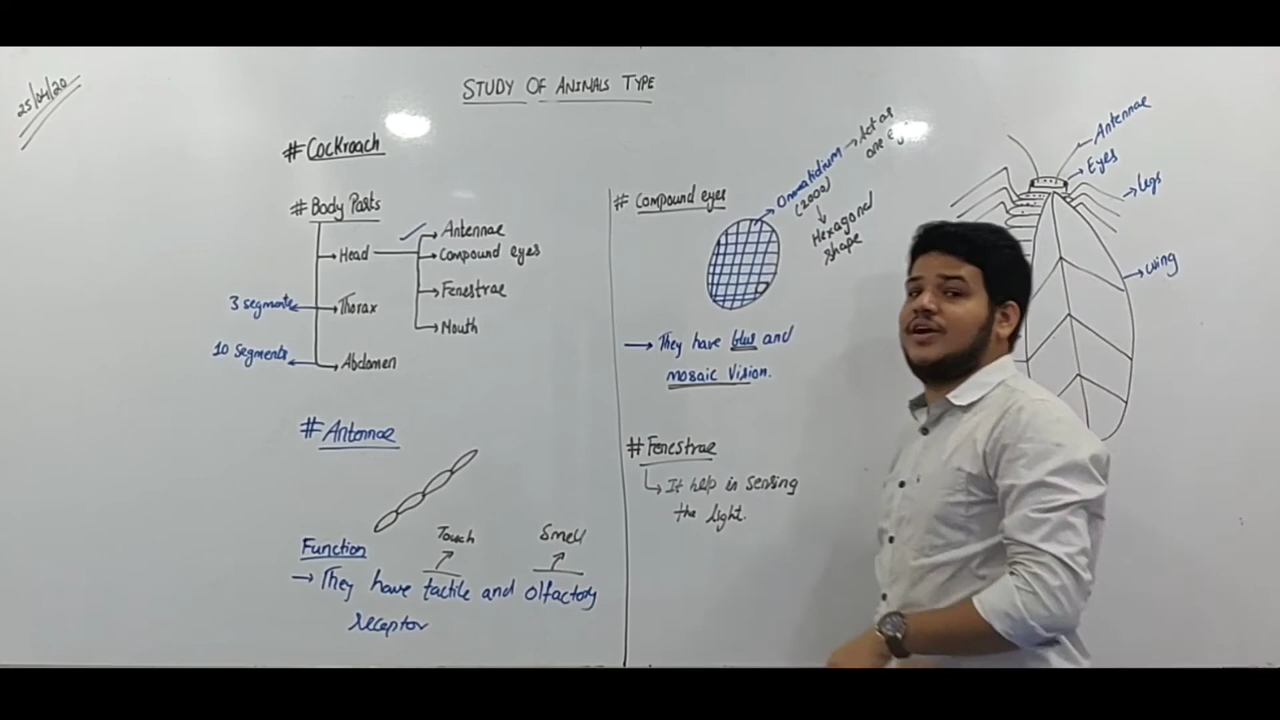 25/04/20
STUDY OF ANINALS TYPE
# Cockroach
# Body Parts
Head
Antennae
Compound eyes
Fenestrae
Mouth
3 segments
Thorax
10 Segments
Abdomen
# Antennae
Function
Touch
Smell
They have tactile and olfactory
receptor
# Compound eyes
Ommatidium
Act as
one
(2000)
Hexagonal
shape
They have blur and
mosaic Vision.
# Fenestrae
It help in sensing
the light.
Antennae
Eyes
legs
wing